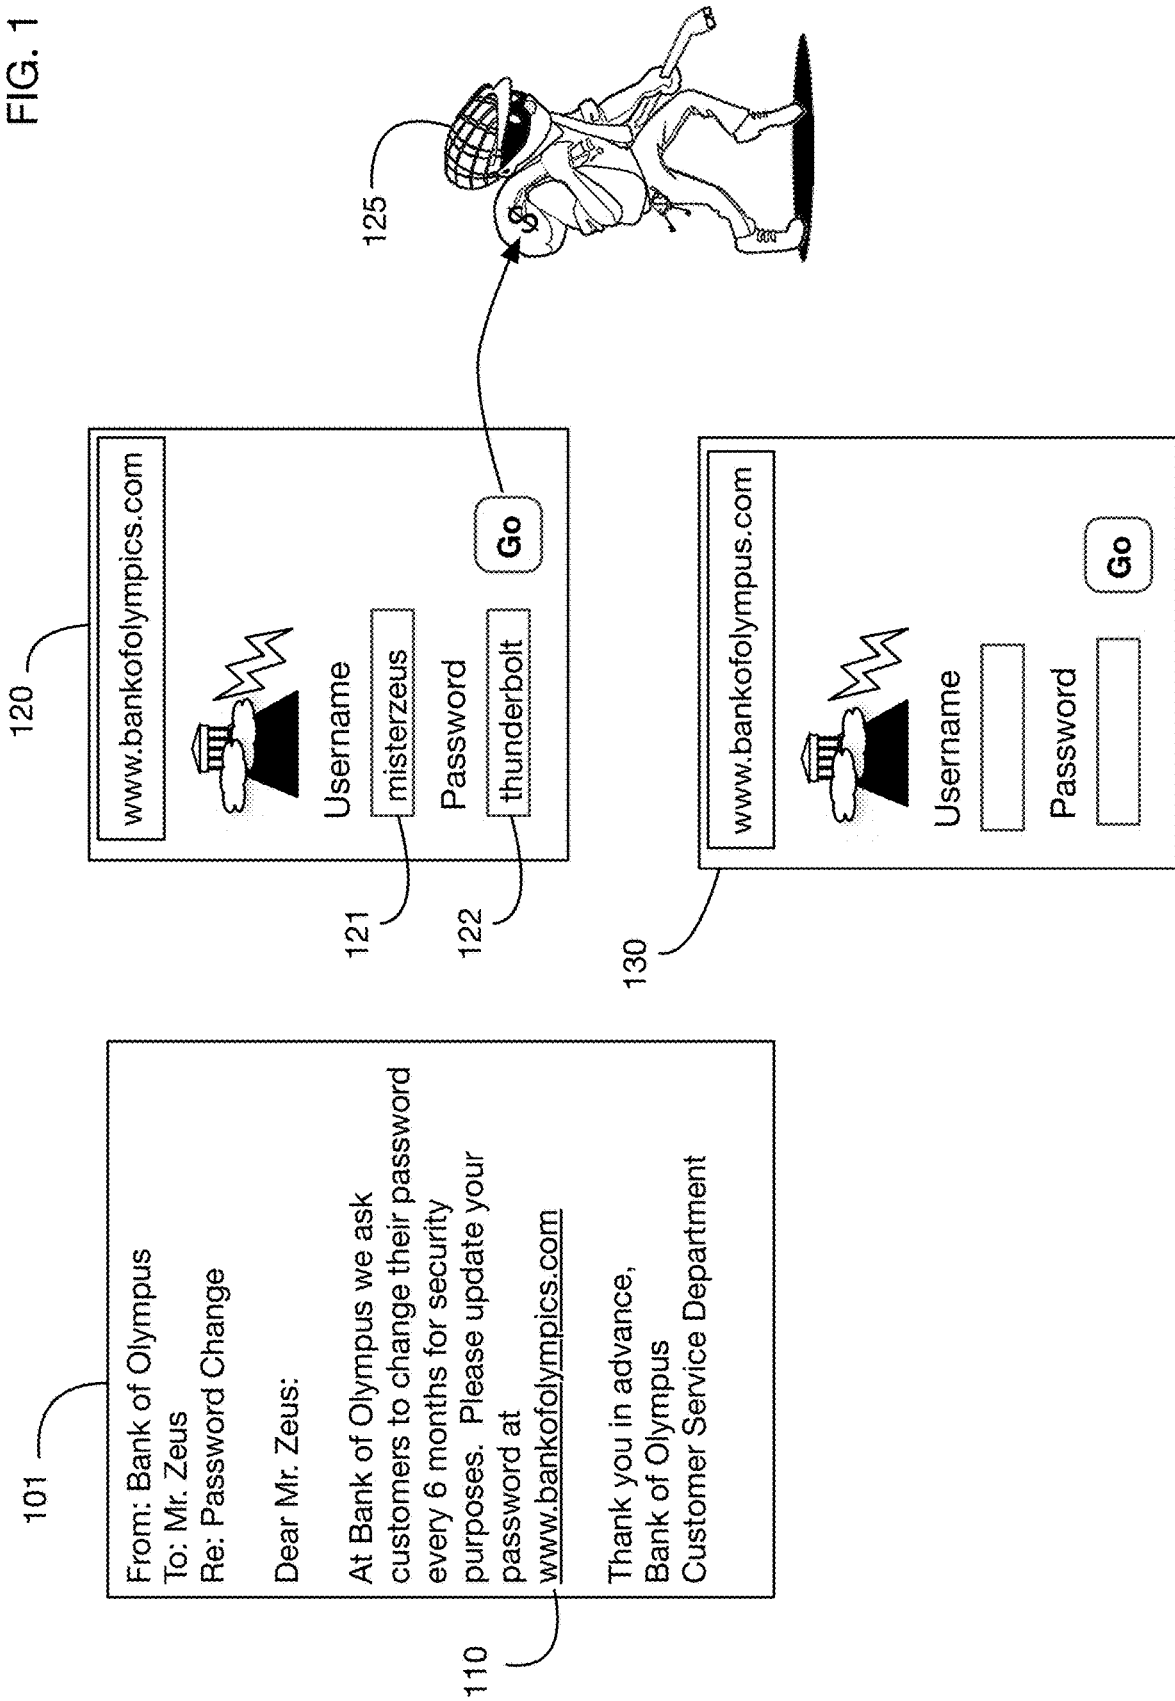 FIG. 1
101
From: Bank of Olympus
To: Mr. Zeus
Re: Password Change
Dear Mr. Zeus:
At Bank of Olympus we ask
customers to change their password
every 6 months for security
purposes. Please update your
password at
www.bankofolympics.com
110
Thank you in advance,
Bank of Olympus
Customer Service Department
120
www.bankofolympics.com
Username
121
misterzeus
Password
122
thunderbolt
Go
125
$
130
www.bankofolympus.com
Username
Password
Go